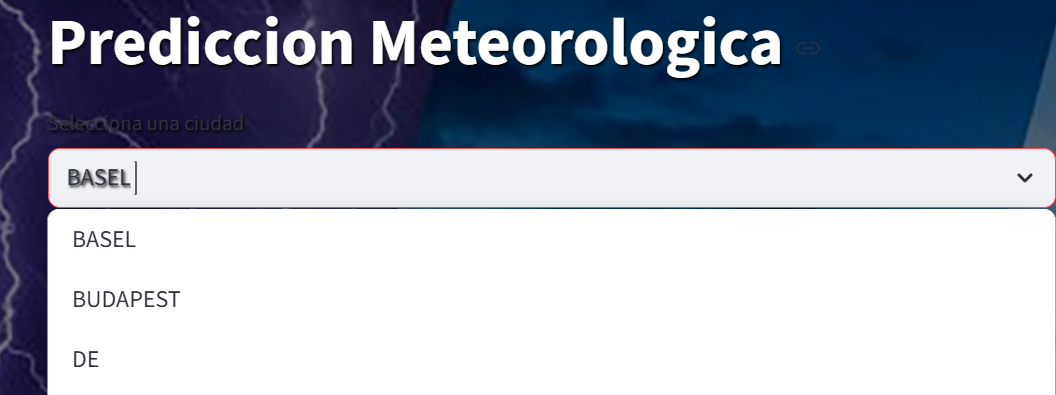 Prediccion Meteorologica
Selecciona una ciudad
BASEL
BASEL
BUDAPEST
DE